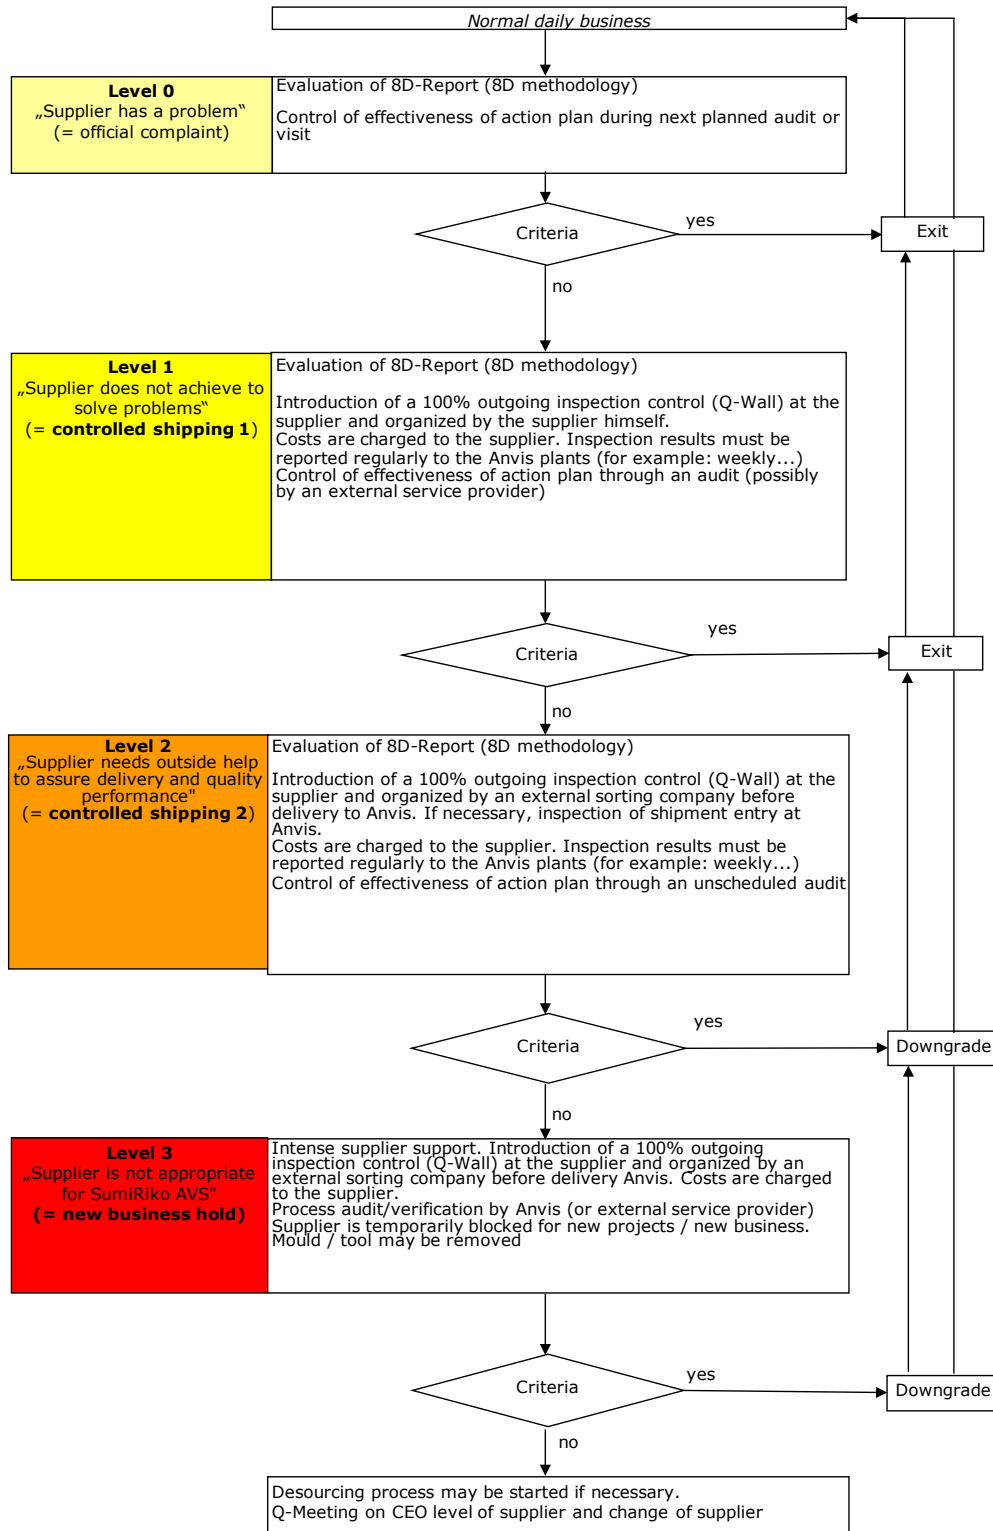 Normal daily business
Level 0
„Supplier has a problem“
(= official complaint)
Evaluation of 8D-Report (8D methodology)
Control of effectiveness of action plan during next planned audit or
visit
Criteria
yes
Exit
no
Level 1
„Supplier does not achieve to
solve problems“
(= controlled shipping 1)
Evaluation of 8D-Report (8D methodology)
Introduction of a 100% outgoing inspection control (Q-Wall) at the
supplier and organized by the supplier himself.
Costs are charged to the supplier. Inspection results must be
reported regularly to the Anvis plants (for example: weekly...)
Control of effectiveness of action plan through an audit (possibly
by an external service provider)
Criteria
yes
Exit
no
Level 2
„Supplier needs outside help
to assure delivery and quality
performance"
(= controlled shipping 2)
Evaluation of 8D-Report (8D methodology)
Introduction of a 100% outgoing inspection control (Q-Wall) at the
supplier and organized by an external sorting company before
delivery to Anvis. If necessary, inspection of shipment entry at
Anvis.
Costs are charged to the supplier. Inspection results must be
reported regularly to the Anvis plants (for example: weekly...)
Control of effectiveness of action plan through an unscheduled audit
Criteria
yes
Downgrade
no
Level 3
„Supplier is not appropriate
for SumiRiko AVS"
(= new business hold)
Intense supplier support. Introduction of a 100% outgoing
inspection control (Q-Wall) at the supplier and organized by an
external sorting company before delivery Anvis. Costs are charged
to the supplier.
Process audit/verification by Anvis (or external service provider)
Supplier is temporarily blocked for new projects / new business.
Mould / tool may be removed
Criteria
yes
Downgrade
no
Desourcing process may be started if necessary.
Q-Meeting on CEO level of supplier and change of supplier